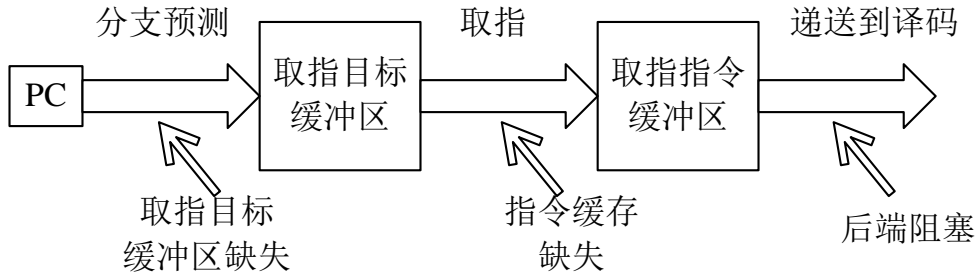 分支预测
取指
递送到译码
PC
取指目标
缓冲区
取指指令
缓冲区
取指目标
缓冲区缺失
指令缓存
缺失
后端阻塞